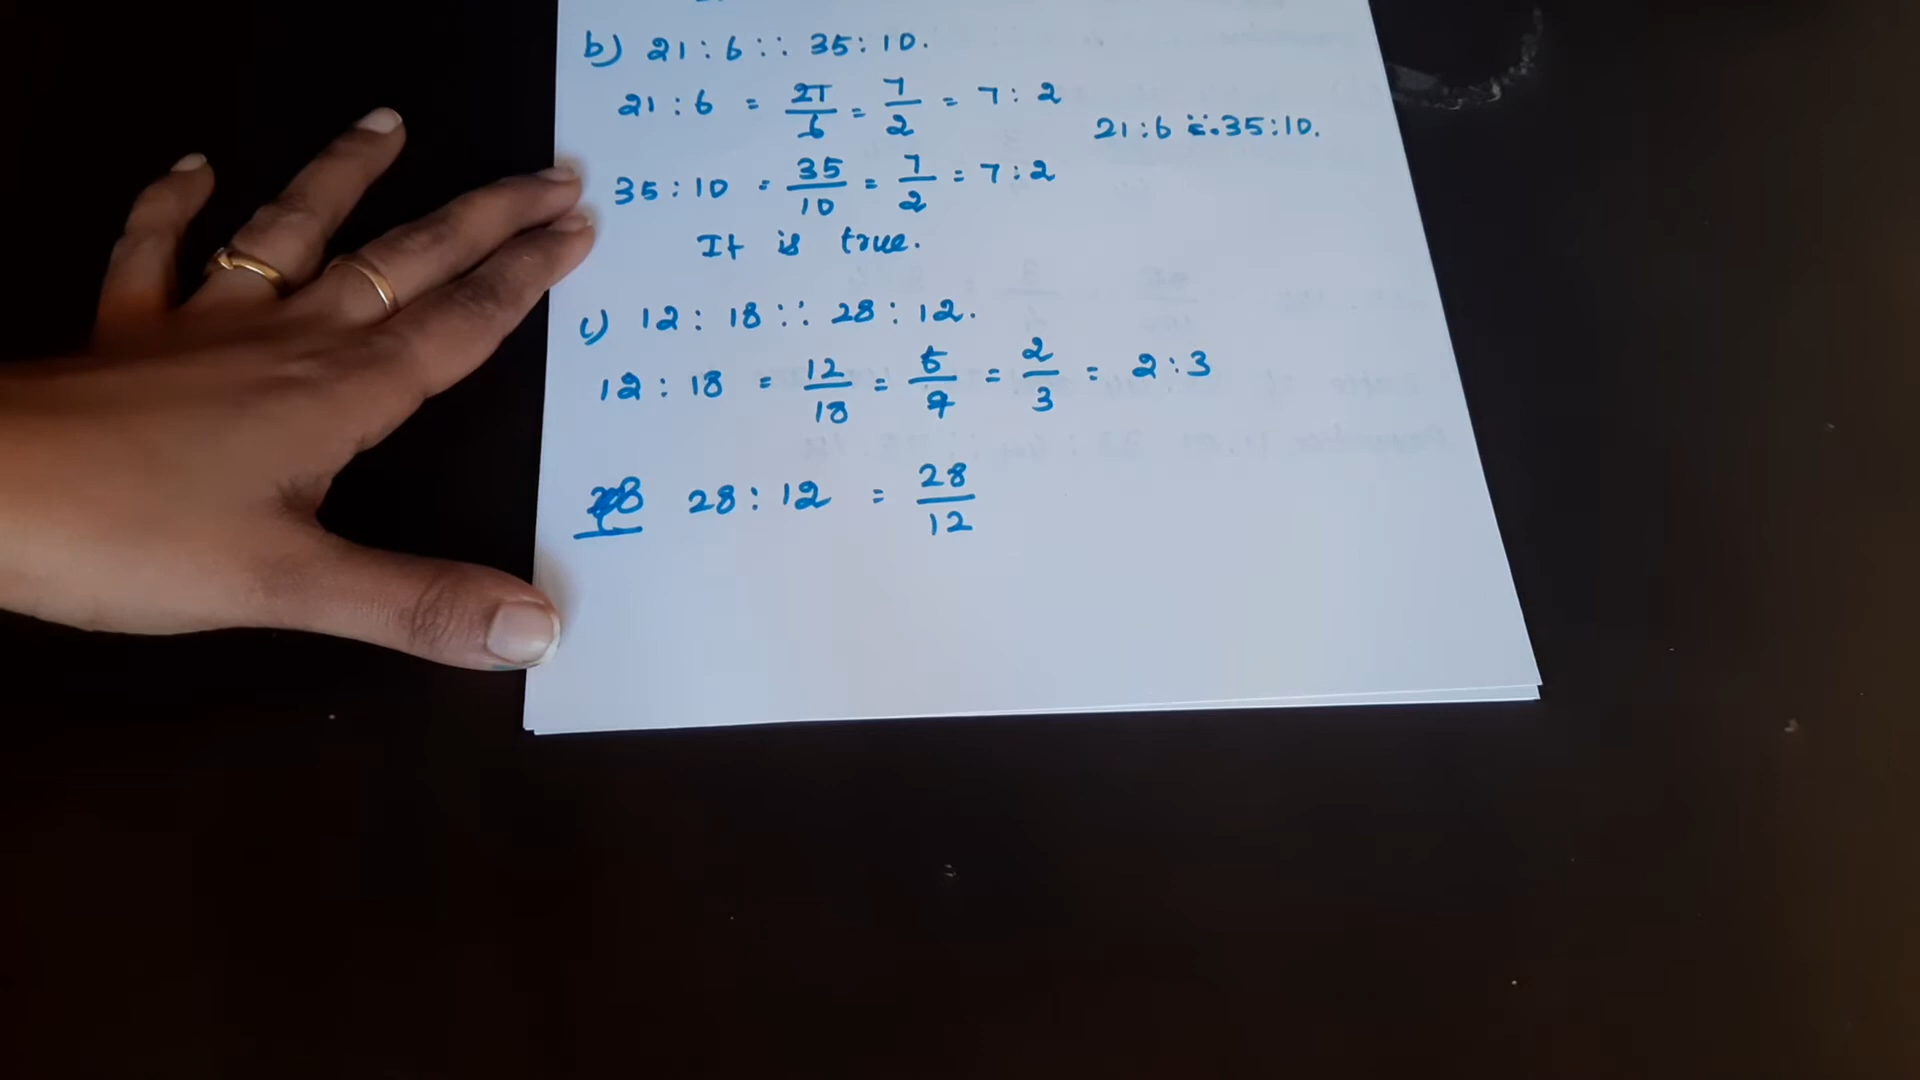 b) 21 : 6 :: 35 : 10.
21 : 6 = 21/6 = 7/2 = 7 : 2
21 : 6 :: 35 : 10.
35 : 10 = 35/10 = 7/2 = 7 : 2
It is true.
c) 12 : 18 :: 28 : 12.
12 : 18 = 12/18 = 6/9 = 2/3 = 2 : 3
28 : 12 = 28/12